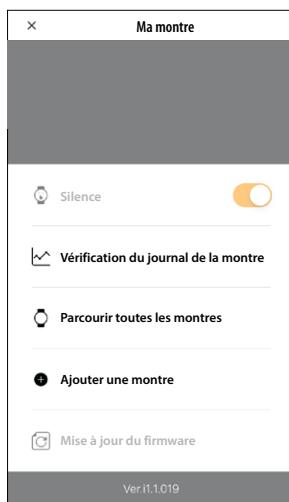 Ma montre
Silence
Vérification du journal de la montre
Parcourir toutes les montres
Ajouter une montre
Mise à jour du firmware
Ver.i1.1.019